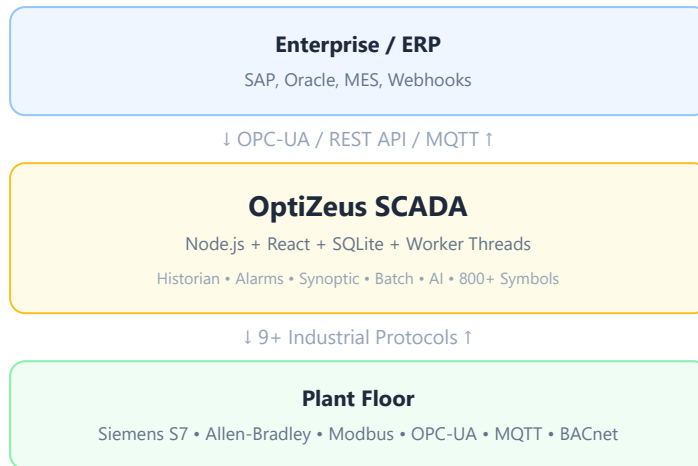 Enterprise / ERP
SAP, Oracle, MES, Webhooks
↓ OPC-UA / REST API / MQTT ↑
OptiZeus SCADA
Node.js + React + SQLite + Worker Threads
Historian • Alarms • Synoptic • Batch • AI • 800+ Symbols
↓ 9+ Industrial Protocols ↑
Plant Floor
Siemens S7 • Allen-Bradley • Modbus • OPC-UA • MQTT • BACnet